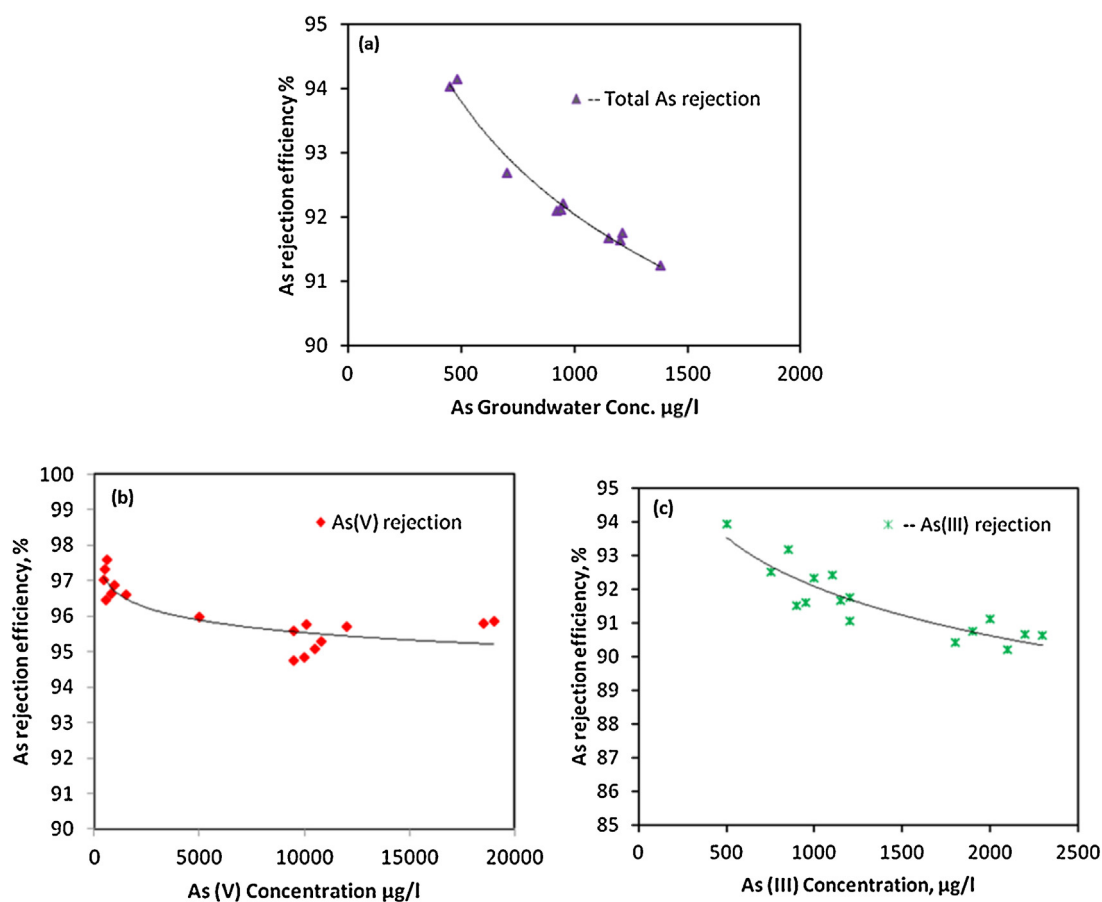 (a)
As rejection efficiency %
95
94
93
92
91
90
-- Total As rejection
0 500 1000 1500 2000
As Groundwater Conc. µg/l
(b)
As rejection efficiency, %
100
99
98
97
96
95
94
93
92
91
90
As(V) rejection
0 5000 10000 15000 20000
As (V) Concentration µg/l
(c)
As rejection efficiency, %
95
94
93
92
91
90
89
88
87
86
85
-- As(III) rejection
0 500 1000 1500 2000 2500
As (III) Concentration, µg/l